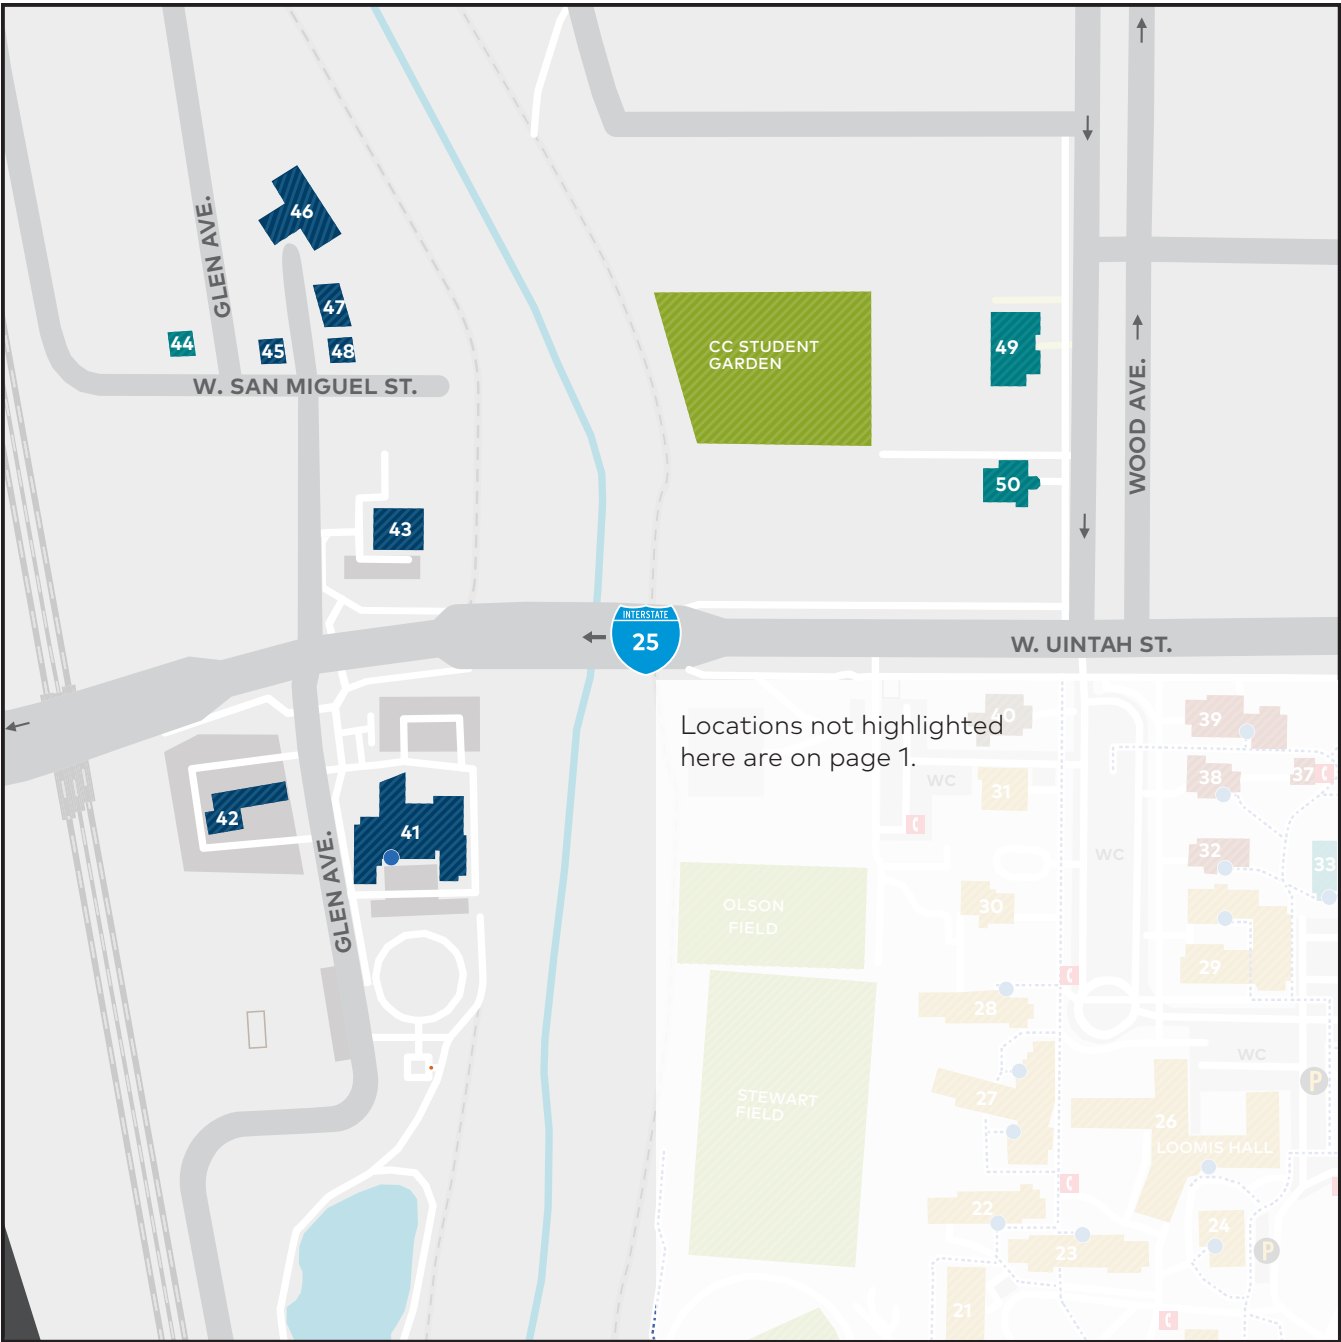 46
GLEN AVE.
47
44
45
48
W. SAN MIGUEL ST.
CC STUDENT
GARDEN
49
WOOD AVE.
50
43
INTERSTATE
25
W. UINTAH ST.
Locations not highlighted
here are on page 1.
40
39
WC
31
38
37
42
41
GLEN AVE.
WC
32
33
OLSON
FIELD
30
29
28
WC
P
STEWART
FIELD
27
26
LOOMIS HALL
22
24
23
P
21